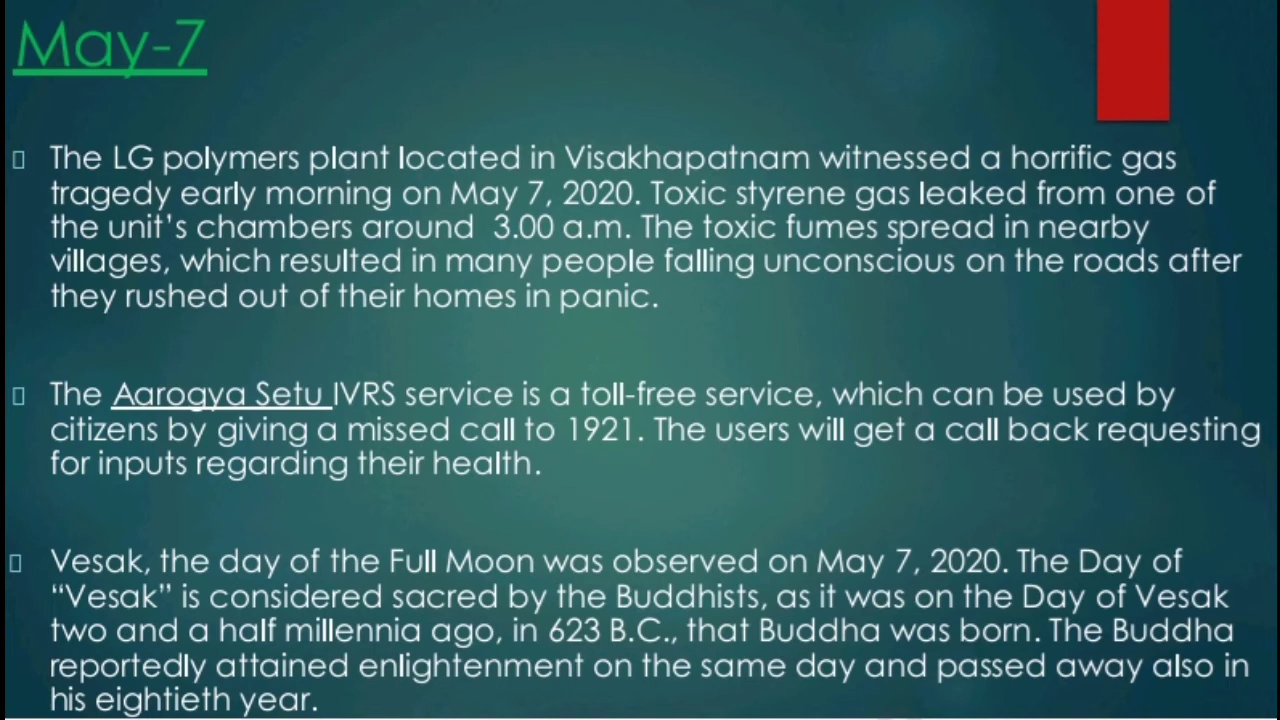 May-7
The LG polymers plant located in Visakhapatnam witnessed a horrific gas
tragedy early morning on May 7, 2020. Toxic styrene gas leaked from one of
the unit’s chambers around  3.00 a.m. The toxic fumes spread in nearby
villages, which resulted in many people falling unconscious on the roads after
they rushed out of their homes in panic.
The Aarogya Setu IVRS service is a toll-free service, which can be used by
citizens by giving a missed call to 1921. The users will get a call back requesting
for inputs regarding their health.
Vesak, the day of the Full Moon was observed on May 7, 2020. The Day of
“Vesak” is considered sacred by the Buddhists, as it was on the Day of Vesak
two and a half millennia ago, in 623 B.C., that Buddha was born. The Buddha
reportedly attained enlightenment on the same day and passed away also in
his eightieth year.